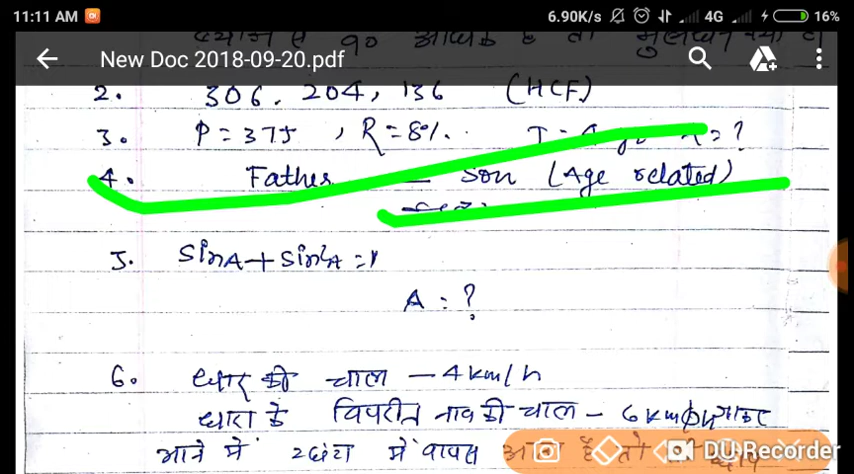 11:11 AM 6.90K/s 4G 16%
New Doc 2018-09-20.pdf
2. 306. 204, 136 (HCF)
3. P = 375 , R = 8%. = ?
4. Father — Son (Age related)
5. sinA + sin²A = 1
A = ?
6. धारा की चाल — 4 km/h
धारा के विपरीत नाव की चाल — 6 kmph
आने में 2 घंटा में वापस
DU Recorder